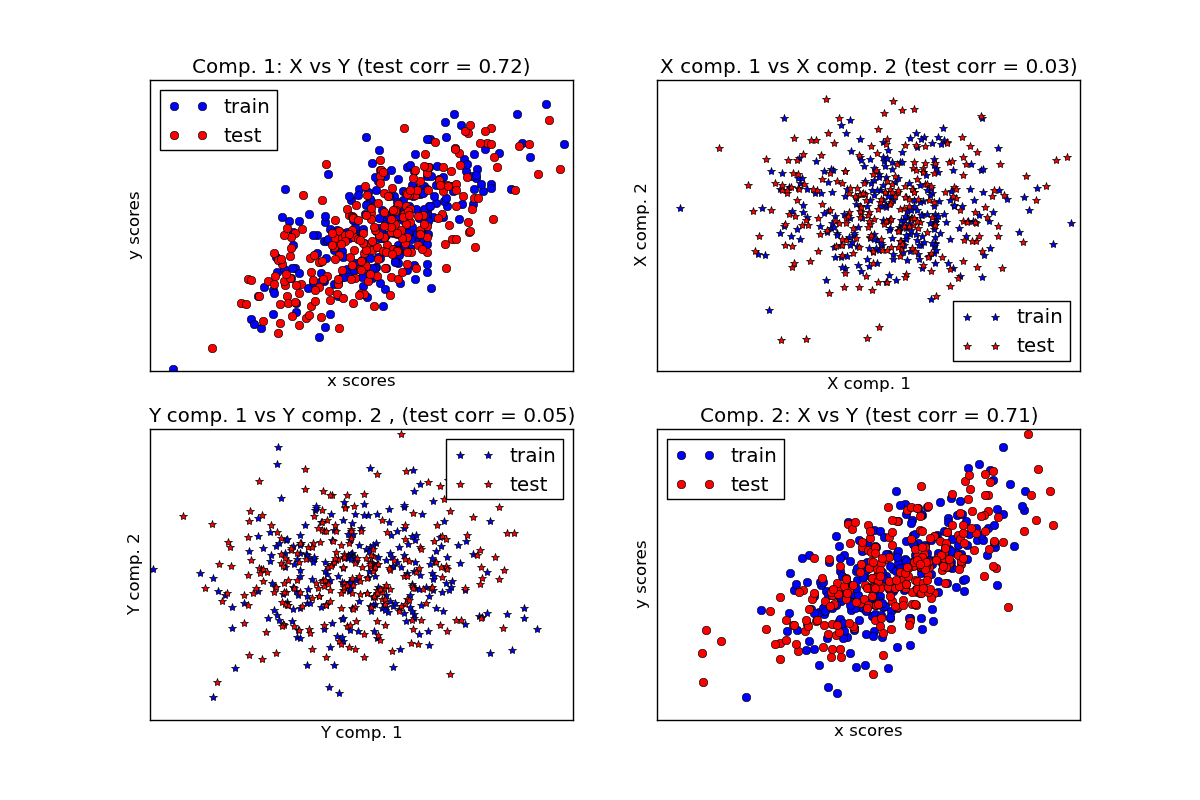 Comp. 1: X vs Y (test corr = 0.72)
train
test
y scores
x scores
X comp. 1 vs X comp. 2 (test corr = 0.03)
X comp. 2
train
test
X comp. 1
Y comp. 1 vs Y comp. 2 , (test corr = 0.05)
train
test
Y comp. 2
Y comp. 1
Comp. 2: X vs Y (test corr = 0.71)
train
test
y scores
x scores